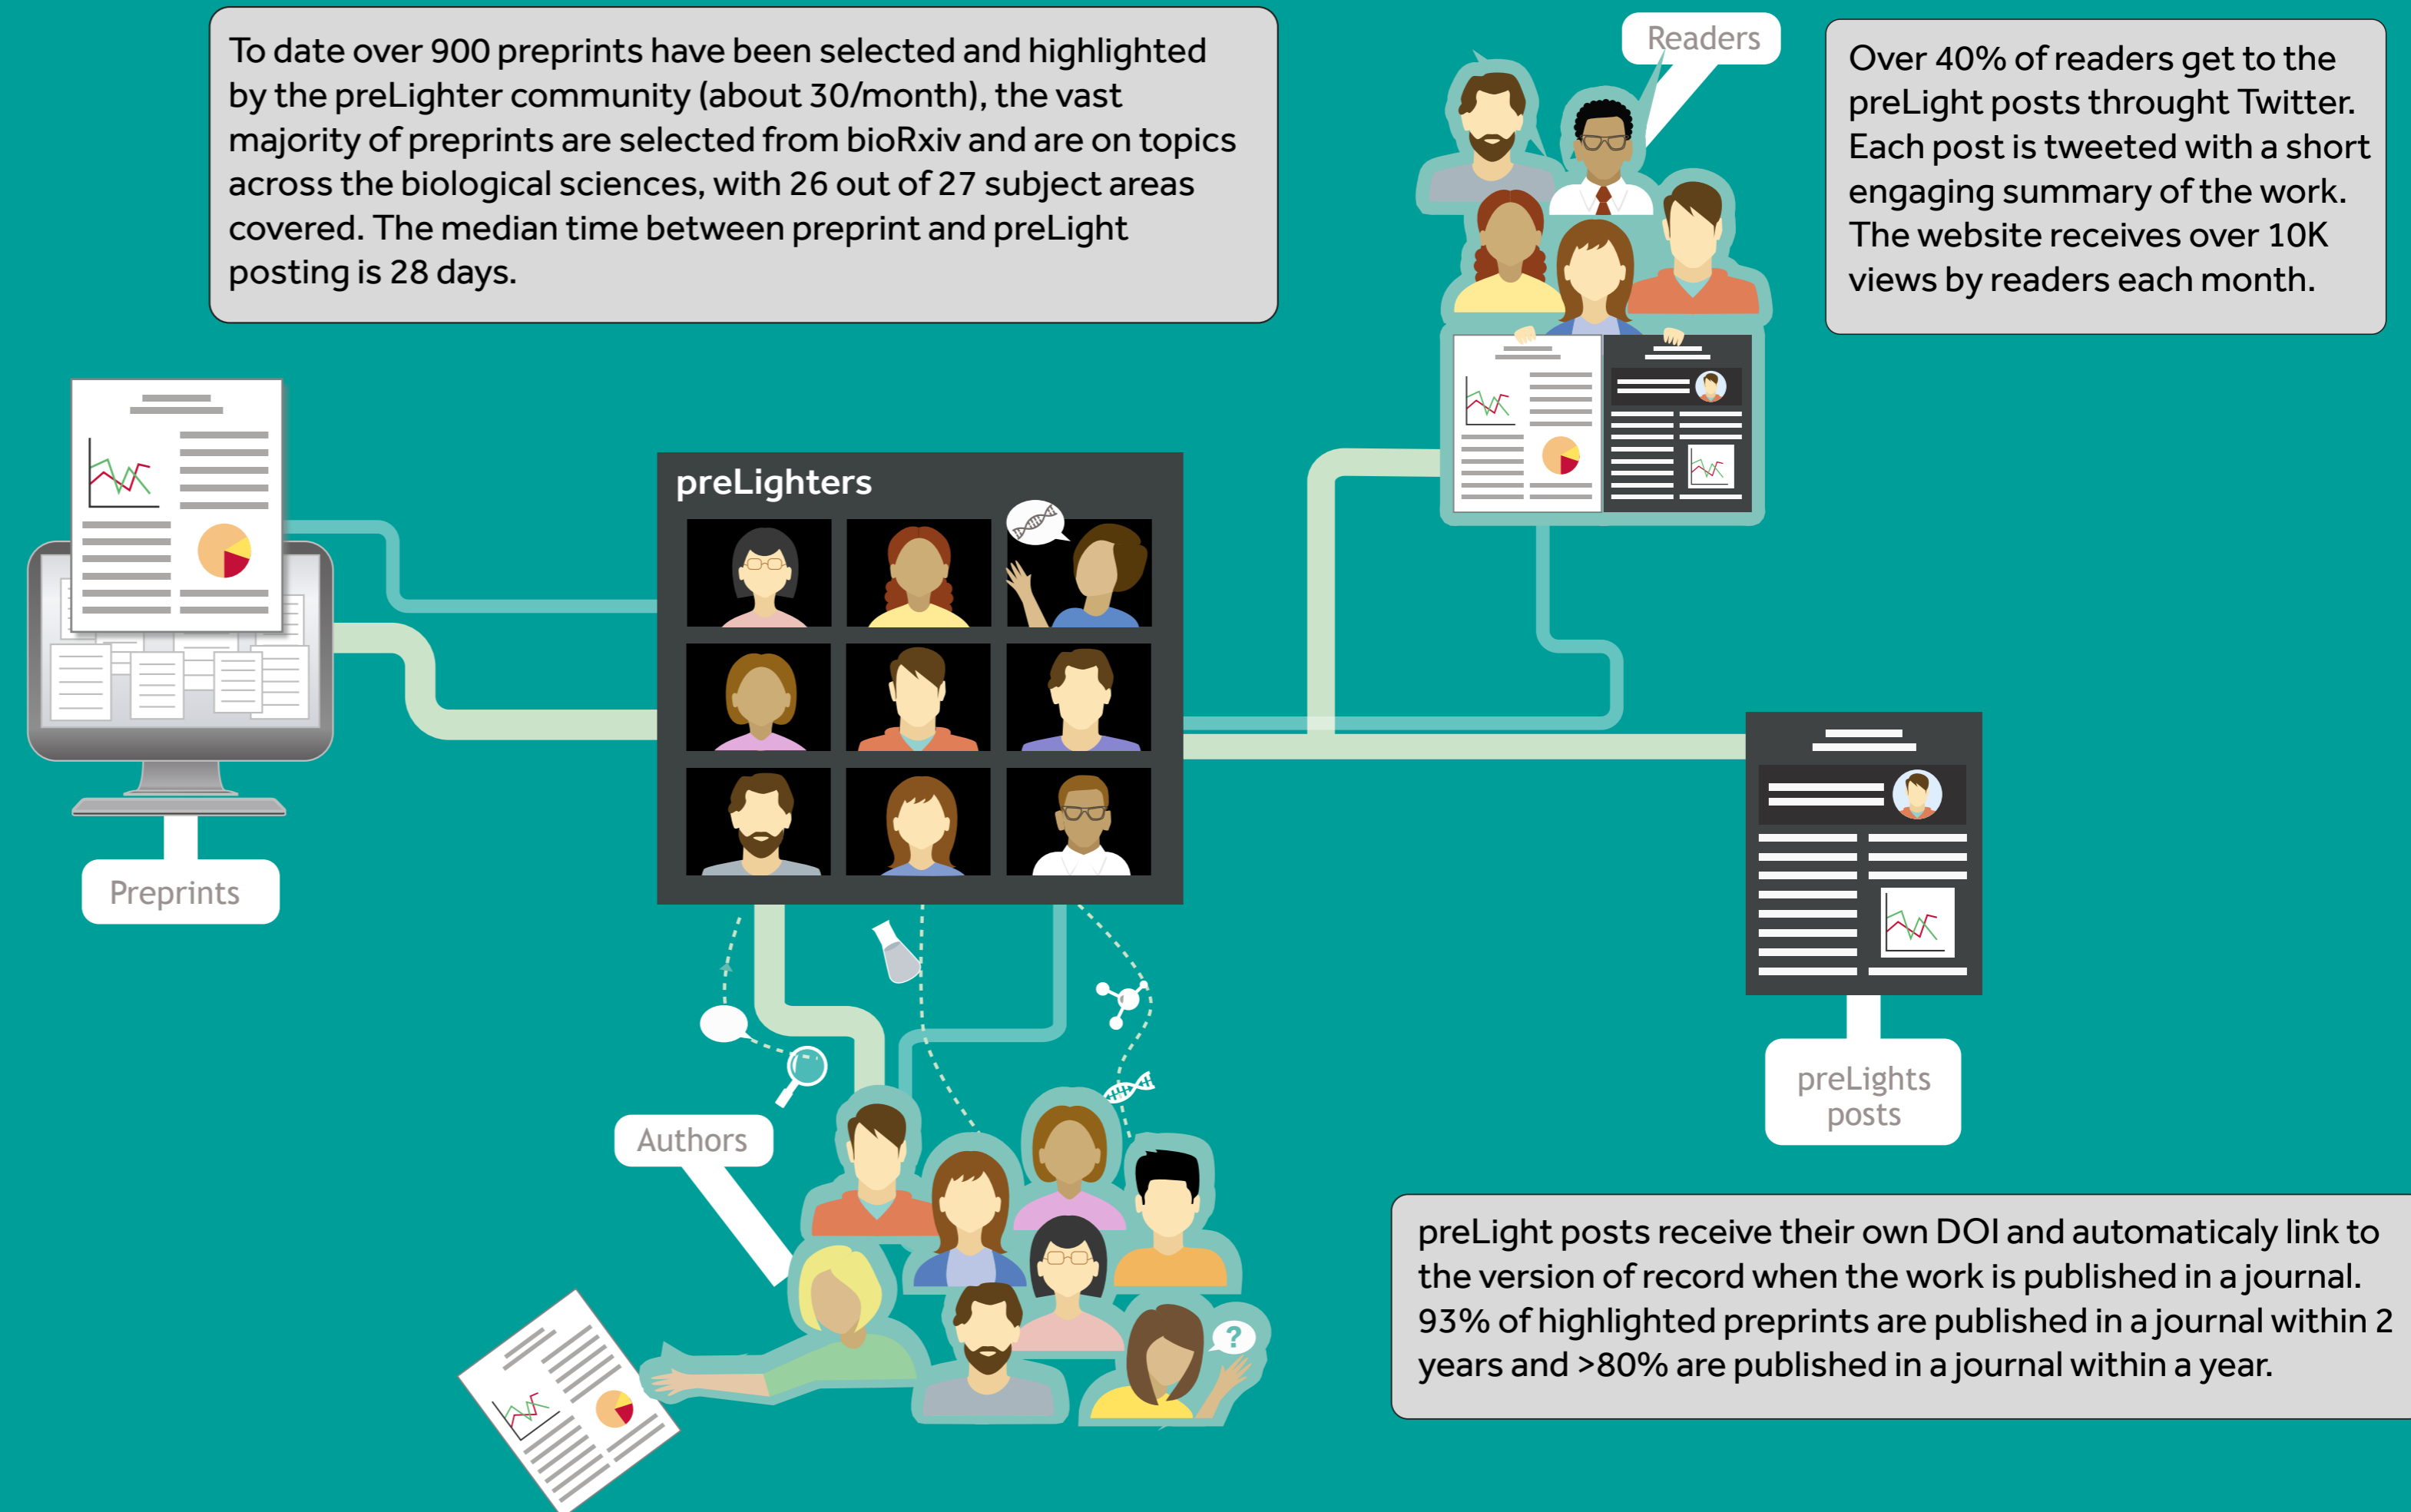 To date over 900 preprints have been selected and highlighted
by the preLighter community (about 30/month), the vast
majority of preprints are selected from bioRxiv and are on topics
across the biological sciences, with 26 out of 27 subject areas
covered. The median time between preprint and preLight
posting is 28 days.
Readers
Over 40% of readers get to the
preLight posts throught Twitter.
Each post is tweeted with a short
engaging summary of the work.
The website receives over 10K
views by readers each month.
preLighters
Preprints
preLights
posts
Authors
?
preLight posts receive their own DOI and automaticaly link to
the version of record when the work is published in a journal.
93% of highlighted preprints are published in a journal within 2
years and >80% are published in a journal within a year.